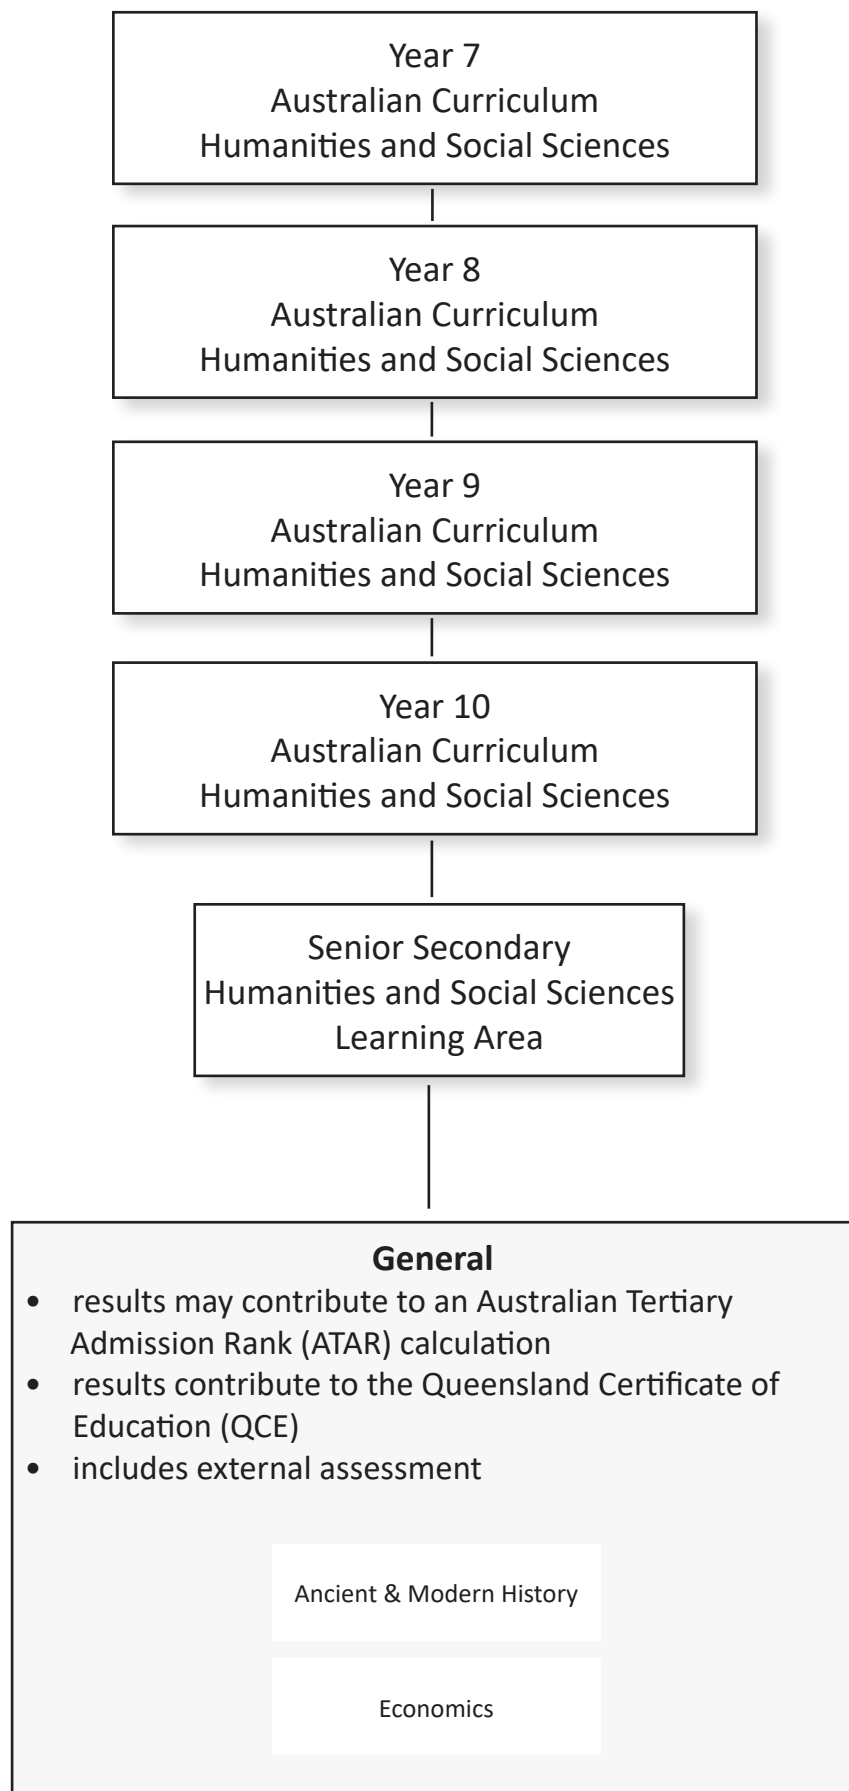 Year 7
Australian Curriculum
Humanities and Social Sciences
Year 8
Australian Curriculum
Humanities and Social Sciences
Year 9
Australian Curriculum
Humanities and Social Sciences
Year 10
Australian Curriculum
Humanities and Social Sciences
Senior Secondary
Humanities and Social Sciences
Learning Area
General
• results may contribute to an Australian Tertiary
Admission Rank (ATAR) calculation
• results contribute to the Queensland Certificate of
Education (QCE)
• includes external assessment
Ancient & Modern History
Economics